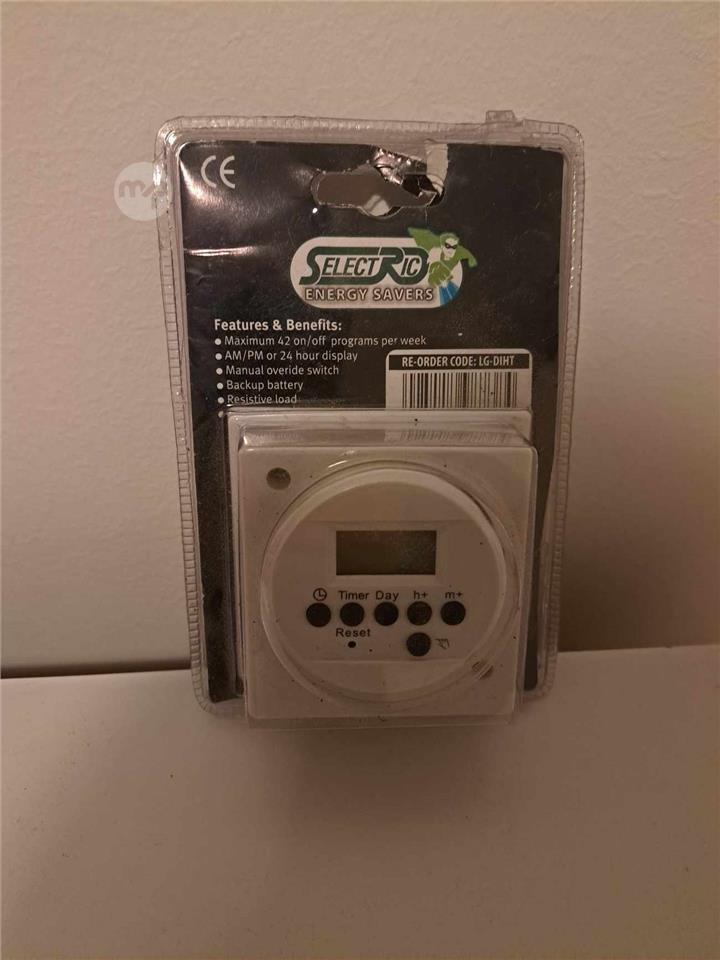 CE
SELECTRIC
ENERGY SAVERS
Features & Benefits:
• Maximum 42 on/off programs per week
• AM/PM or 24 hour display
• Manual overide switch
• Backup battery
• Resistive load
RE-ORDER CODE: LG-DIHT
Timer Day h+ m+
Reset